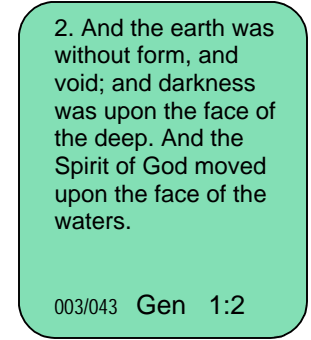 2. And the earth was
without form, and
void; and darkness
was upon the face of
the deep. And the
Spirit of God moved
upon the face of the
waters.
003/043 Gen 1:2